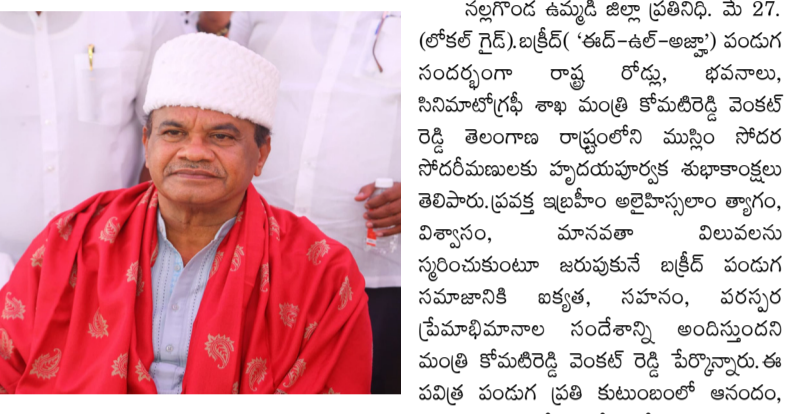 నల్లగొండ ఉమ్మడి జిల్లా ప్రతినిధి. మే 27.
(లోకల్ గైడ్).బక్రీద్( 'ఈద్-ఉల్-అజ్హా') పండుగ
సందర్భంగా రాష్ట్ర రోడ్లు, భవనాలు,
సినిమాటోగ్రఫీ శాఖ మంత్రి కోమటిరెడ్డి వెంకట్
రెడ్డి తెలంగాణ రాష్ట్రంలోని ముస్లిం సోదర
సోదరీమణులకు హృదయపూర్వక శుభాకాంక్షలు
తెలిపారు.ప్రవక్త ఇబ్రహీం అలైహిస్సలాం త్యాగం,
విశ్వాసం, మానవతా విలువలను
స్మరించుకుంటూ జరుపుకునే బక్రీద్ పండుగ
సమాజానికి ఐక్యత, సహనం, పరస్పర
ప్రేమాభిమానాల సందేశాన్ని అందిస్తుందని
మంత్రి కోమటిరెడ్డి వెంకట్ రెడ్డి పేర్కొన్నారు.ఈ
పవిత్ర పండుగ ప్రతి కుటుంబంలో ఆనందం,